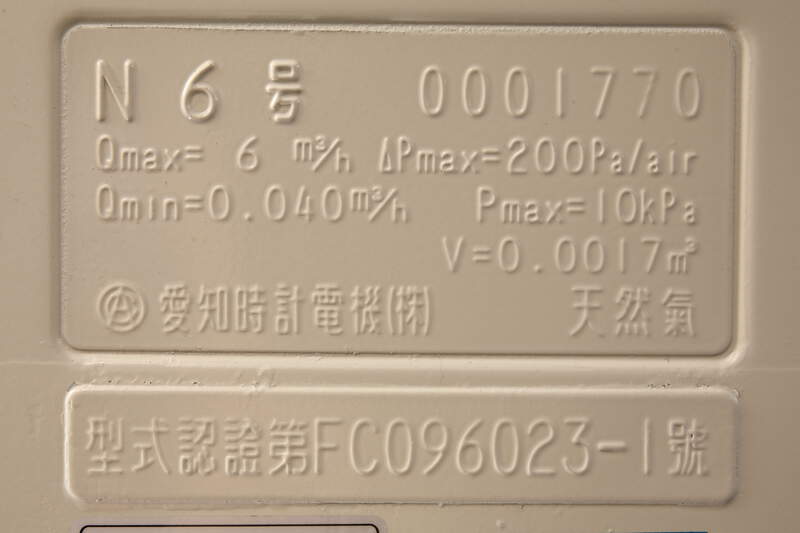 N 6 号 0001770
Qmax= 6 m³/h ΔPmax=200Pa/air
Qmin=0.040m³/h Pmax=10kPa
V=0.0017m³
愛知時計電機(株) 天然氣
型式認證第FC096023-1號